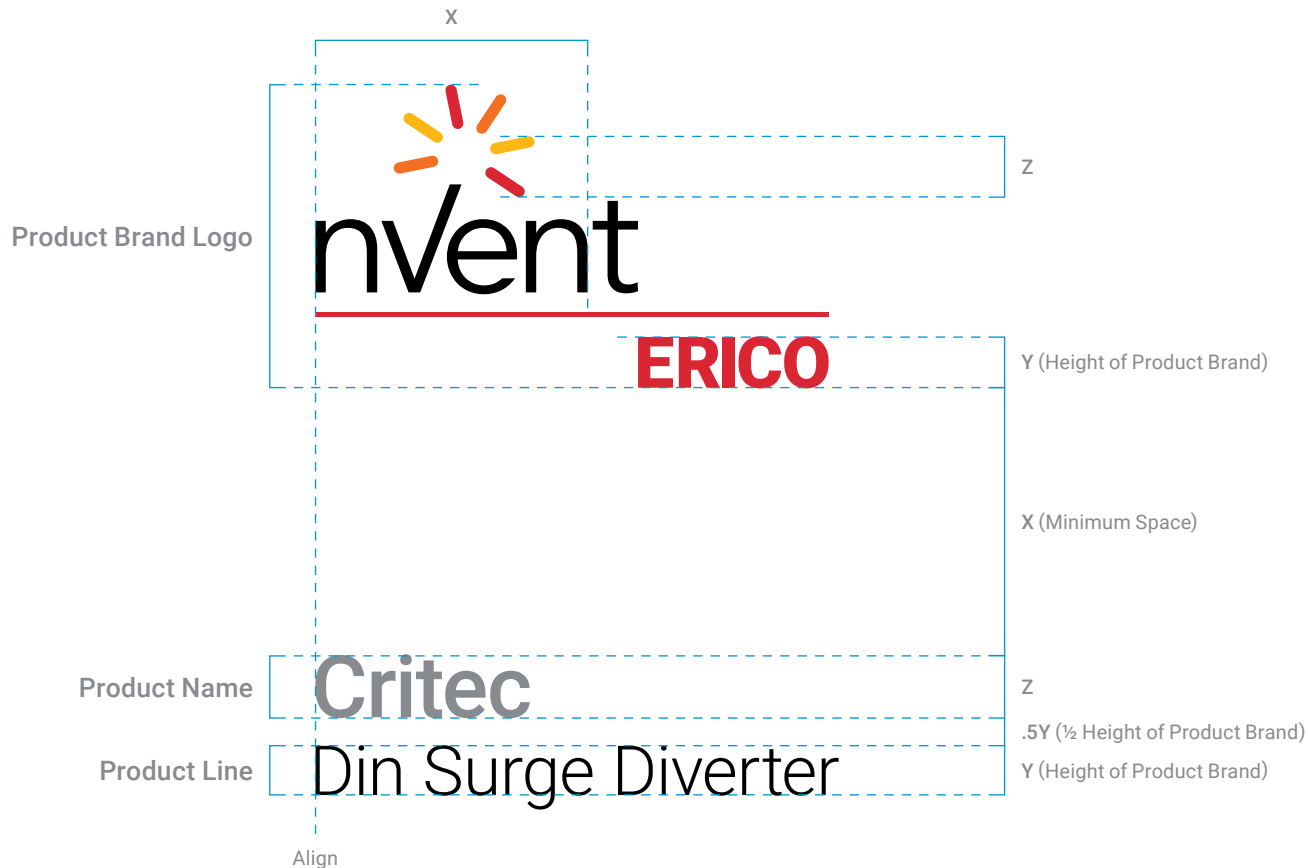 X
Z
Product Brand Logo
nVent
ERICO
Y (Height of Product Brand)
X (Minimum Space)
Product Name
Critec
Z
.5Y (½ Height of Product Brand)
Product Line
Din Surge Diverter
Y (Height of Product Brand)
Align